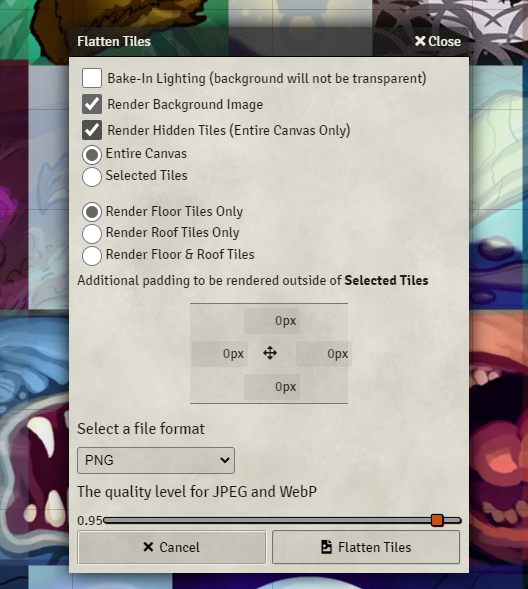 Flatten Tiles
Close
Bake-In Lighting (background will not be transparent)
Render Background Image
Render Hidden Tiles (Entire Canvas Only)
Entire Canvas
Selected Tiles
Render Floor Tiles Only
Render Roof Tiles Only
Render Floor & Roof Tiles
Additional padding to be rendered outside of Selected Tiles
0px
0px 0px
0px
Select a file format
PNG
The quality level for JPEG and WebP
0.95
Cancel
Flatten Tiles